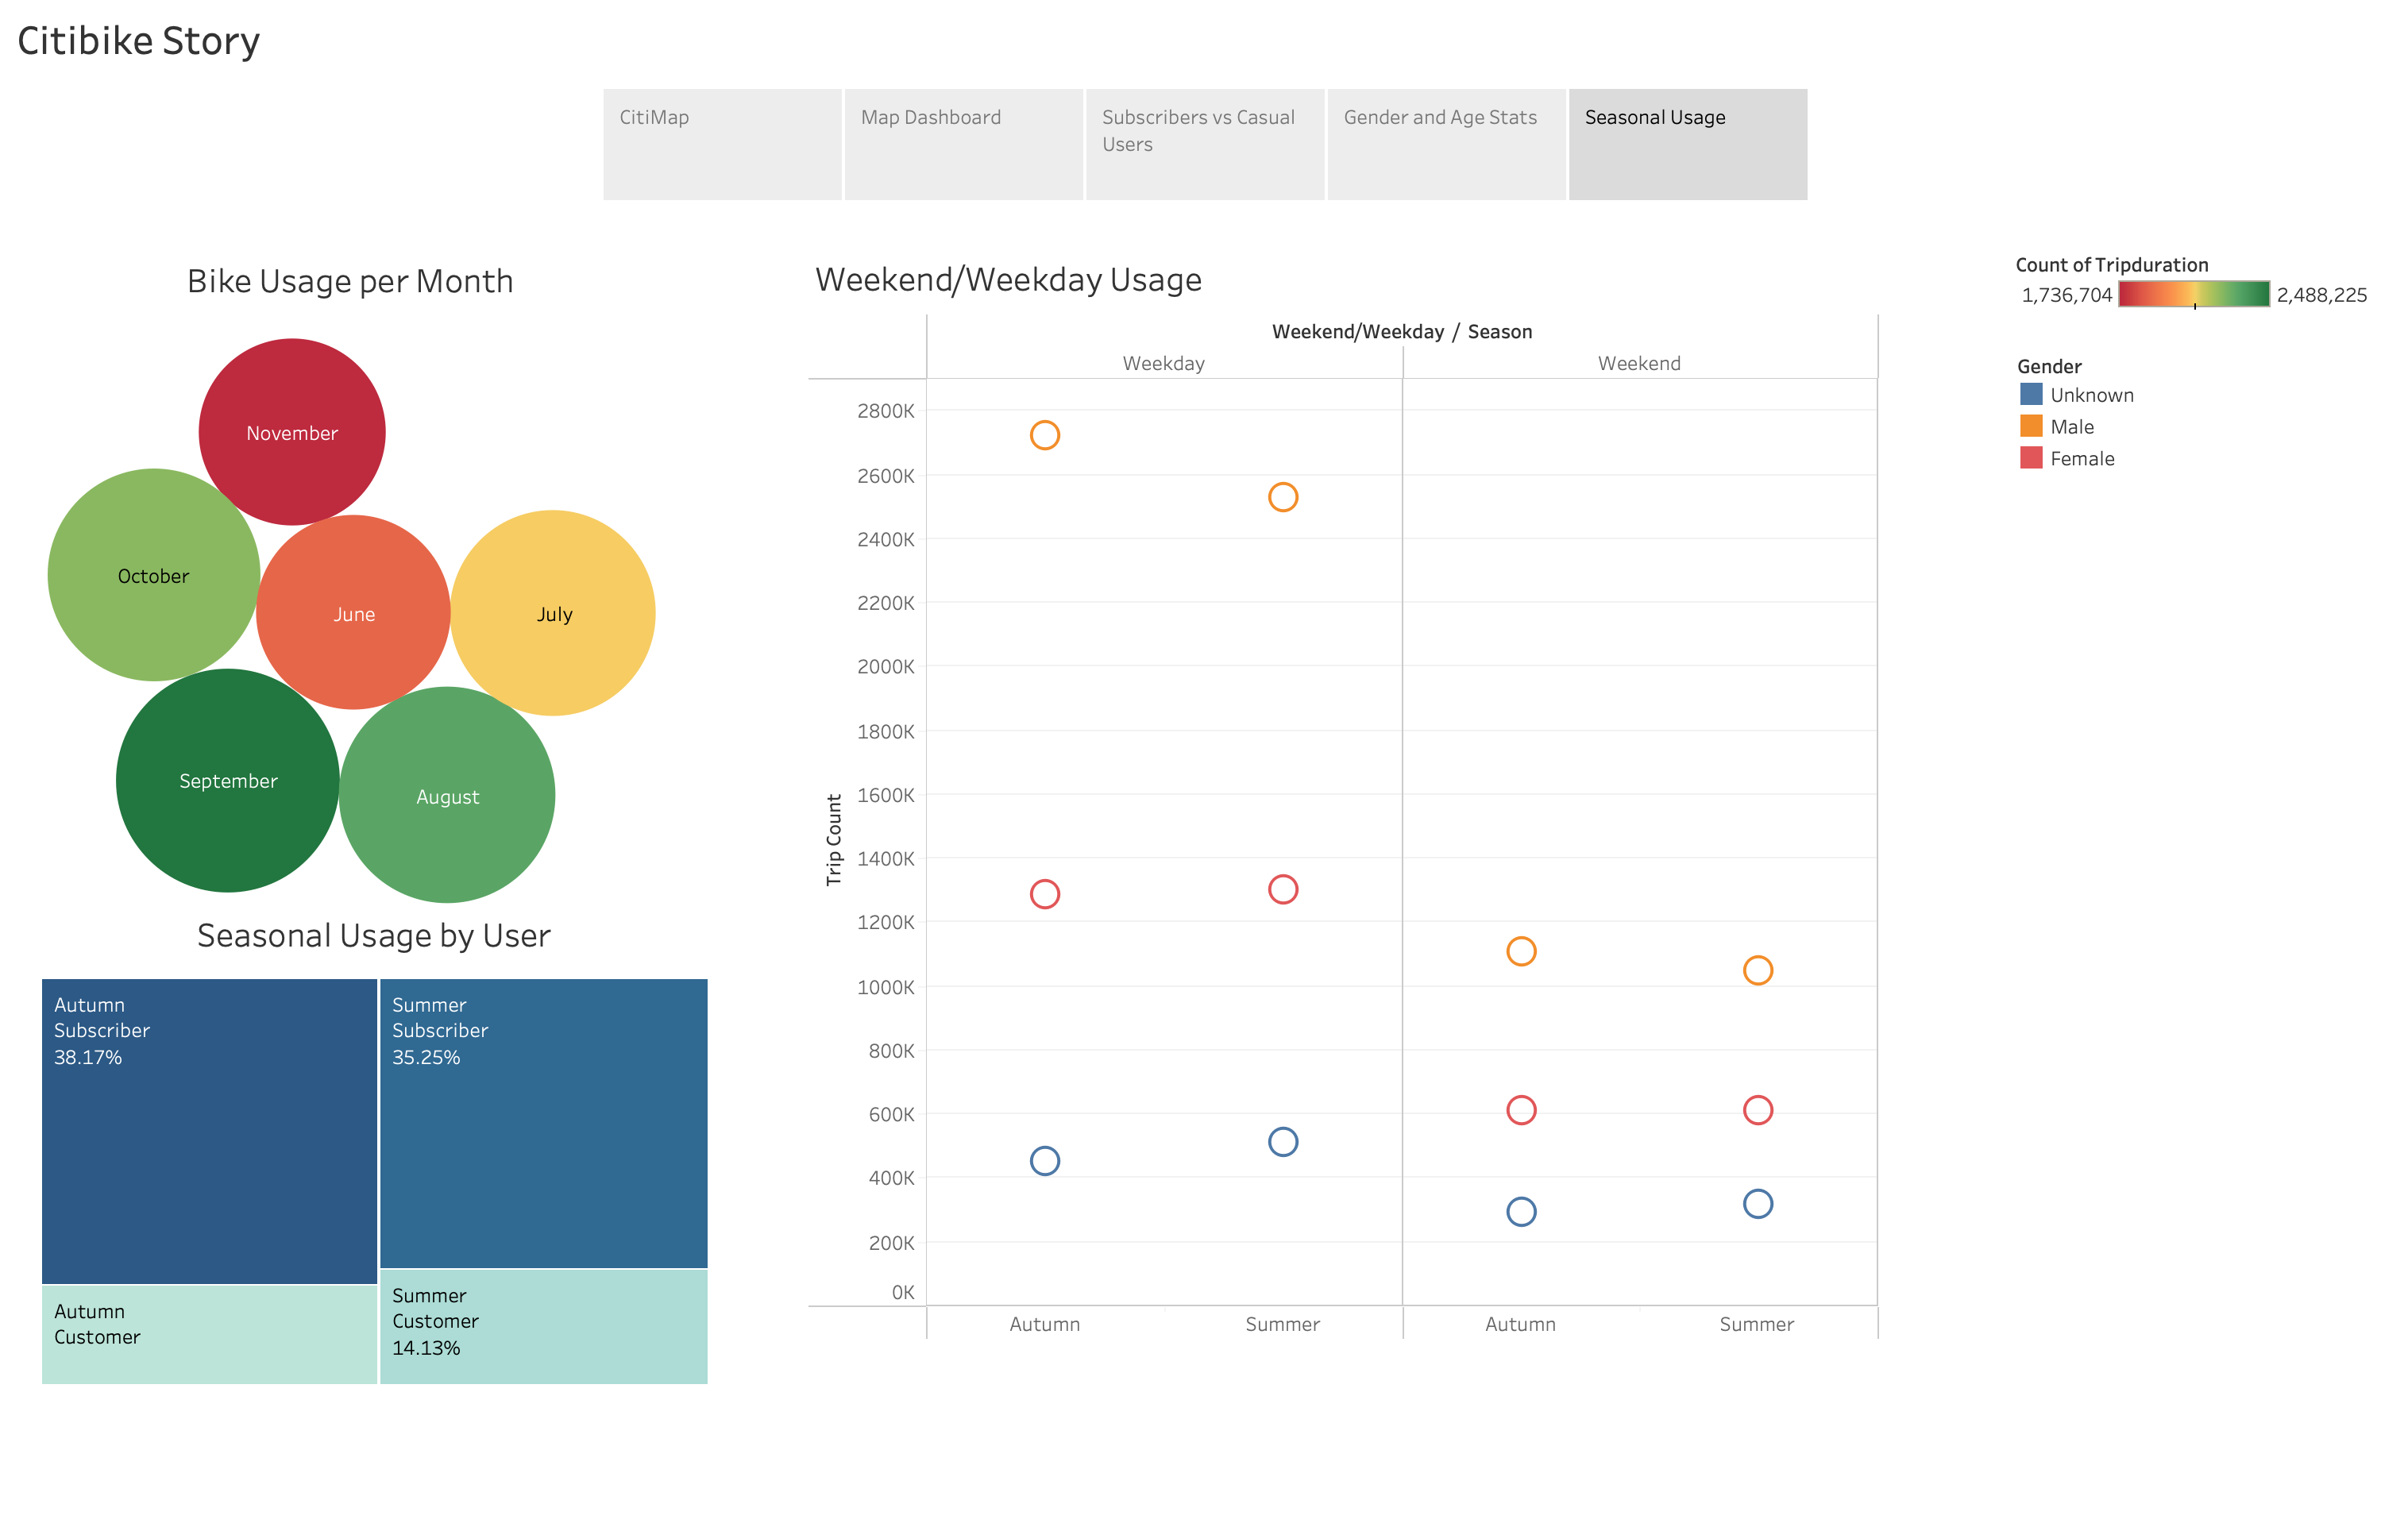 Citibike Story
CitiMap
Map Dashboard
Subscribers vs Casual
Users
Gender and Age Stats
Seasonal Usage
Bike Usage per Month
November
October
June
July
September
August
Seasonal Usage by User
Autumn
Subscriber
38.17%
Summer
Subscriber
35.25%
Autumn
Customer
Summer
Customer
14.13%
Weekend/Weekday Usage
Weekend/Weekday / Season
Weekday
Weekend
Trip Count
2800K
2600K
2400K
2200K
2000K
1800K
1600K
1400K
1200K
1000K
800K
600K
400K
200K
0K
Autumn
Summer
Autumn
Summer
Count of Tripduration
1,736,704
2,488,225
Gender
Unknown
Male
Female